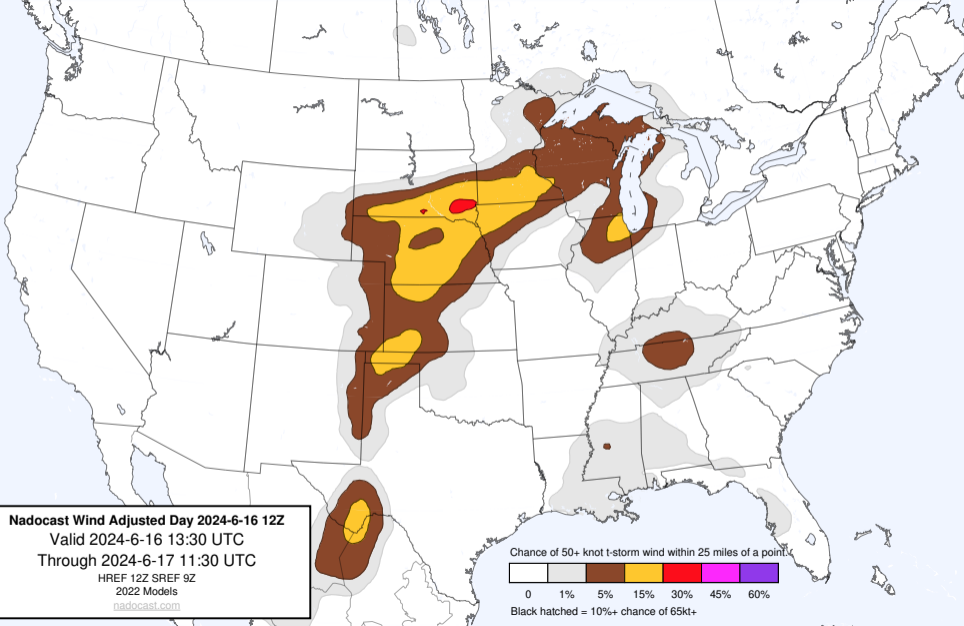 Nadocast Wind Adjusted Day 2024-6-16 12Z
Valid 2024-6-16 13:30 UTC
Through 2024-6-17 11:30 UTC
HREF 12Z SREF 9Z
2022 Models
nadocast.com
Chance of 50+ knot t-storm wind within 25 miles of a point.
0 1% 5% 15% 30% 45% 60%
Black hatched = 10%+ chance of 65kt+